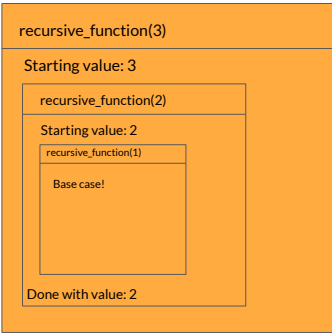 recursive_function(3)
Starting value: 3
recursive_function(2)
Starting value: 2
recursive_function(1)
Base case!
Done with value: 2